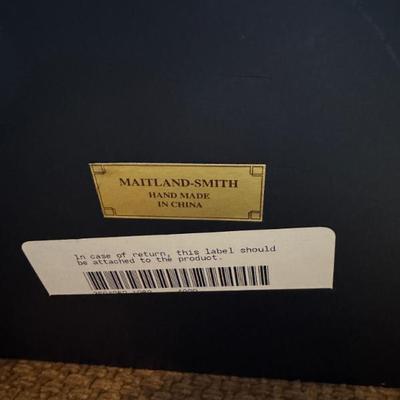 MAITLAND-SMITH
HAND MADE
IN CHINA
In case of return, this label should
be attached to the product.